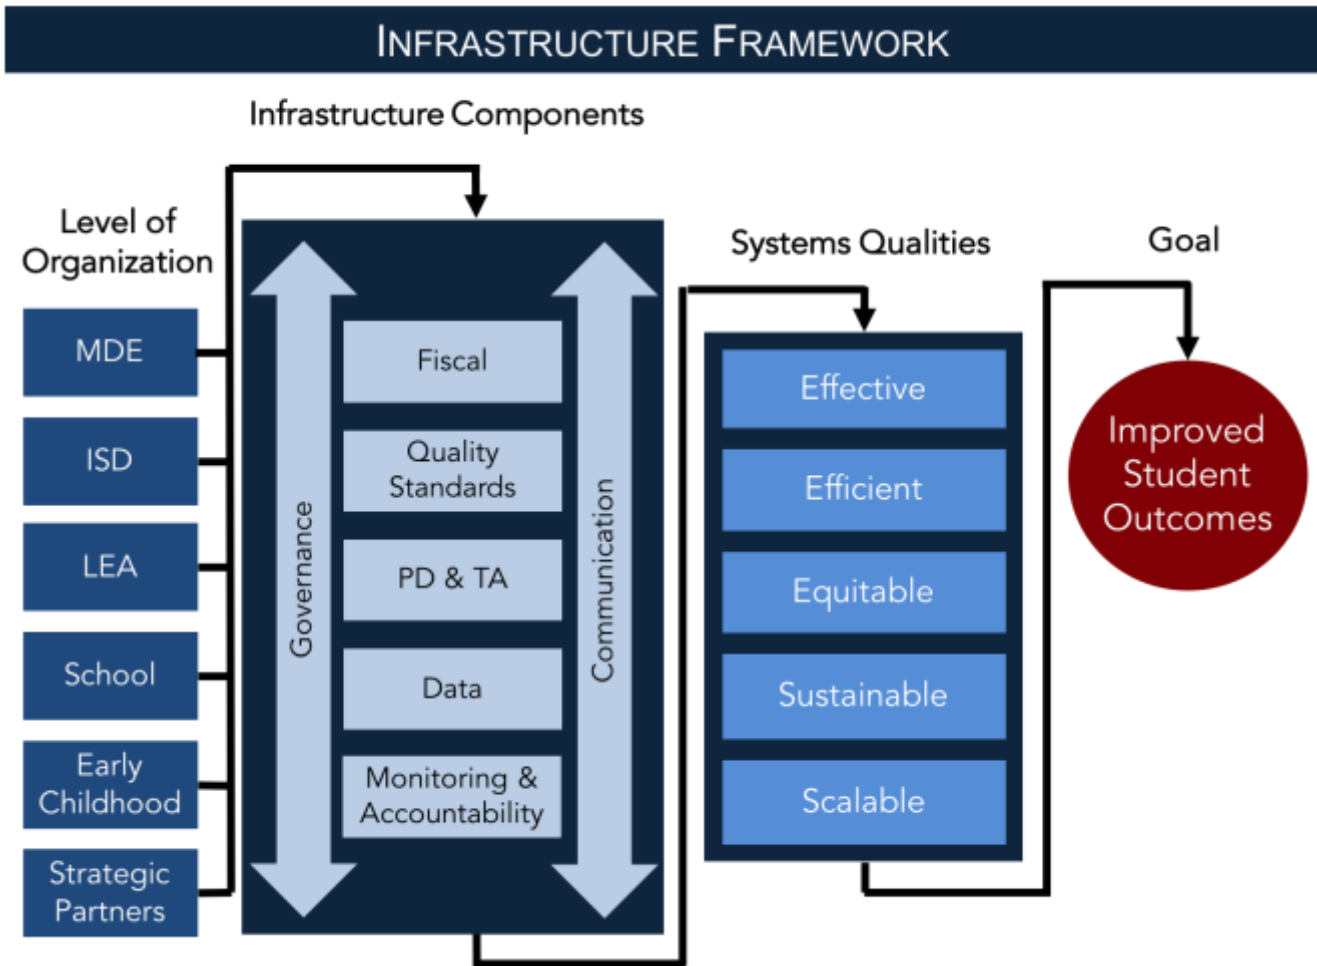 INFRASTRUCTURE FRAMEWORK
Infrastructure Components
Level of
Organization
MDE
ISD
LEA
School
Early
Childhood
Strategic
Partners
Governance
Fiscal
Quality
Standards
PD & TA
Data
Monitoring &
Accountability
Communication
Systems Qualities
Effective
Efficient
Equitable
Sustainable
Scalable
Goal
Improved
Student
Outcomes